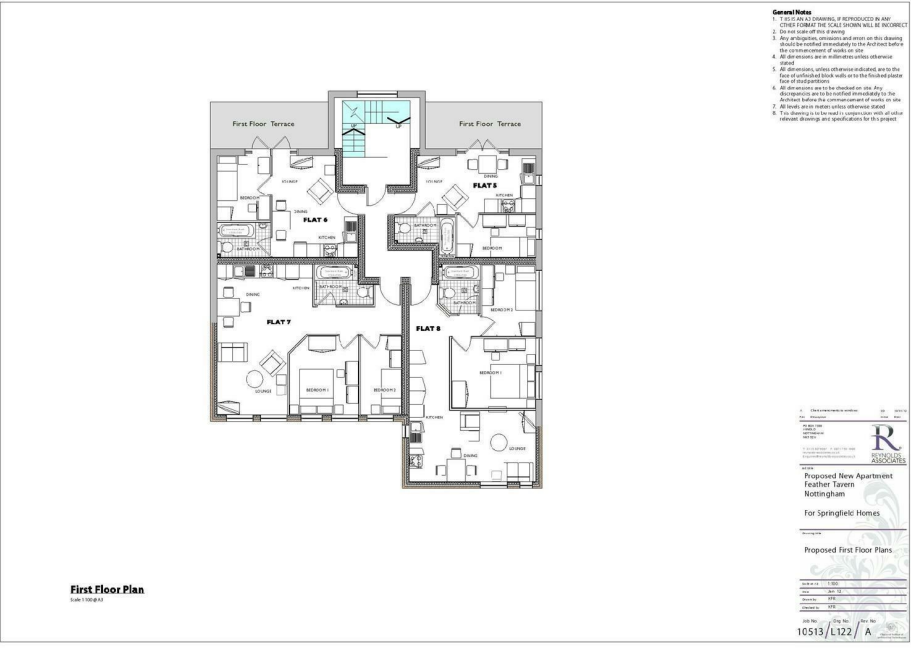 General Notes
1. T IIS IS AN A3 DRAWING, IF REPRODUCED IN ANY
CTHER FORMAT THE SCALE SHOWN WILL BE INCORRECT
2. Do not scale off this drawing
3. Any ambiguities, omissions and errors on this drawing
should be notified immediately to the Architect before
the commencement of works on site
4. All dimensions are in millimetres unless otherwise
stated
5. All dimensions, unless otherwise indicated, are to the
face of unfinished block walls or to the finished plaster
face of stud partitions
6. All dimensions are to be checked on site. Any
discrepancies are to be notified immediately to the
Architect before the commancement of works on site
7. All levels are in meters unless otherwise stated
8. This drawing is to be read in conjunction with all other
relevant drawings and specifications for this project
First Floor Terrace
First Floor Terrace
UP
UP
LOUNGE
LOUNGE
DINING
FLAT 5
KITCHEN
BEDROOM
DINING
FLAT 6
KITCHEN
BATHROOM
BATHROOM
BEDROOM
DINING
KITCHEN
BATHROOM
BATHROOM
BEDROOM 2
FLAT 7
FLAT 8
LOUNGE
BEDROOM 1
BEDROOM 2
BEDROOM 1
KITCHEN
DINING
LOUNGE
REYNOLDS
ASSOCIATES
Proposed New Apartment
Feather Tavern
Nottingham
For Springfield Homes
Proposed First Floor Plans
1:100
Jan 12
Job No. Drg No. Rev No.
10513/L122/ A
First Floor Plan
Scale 1:100@A3